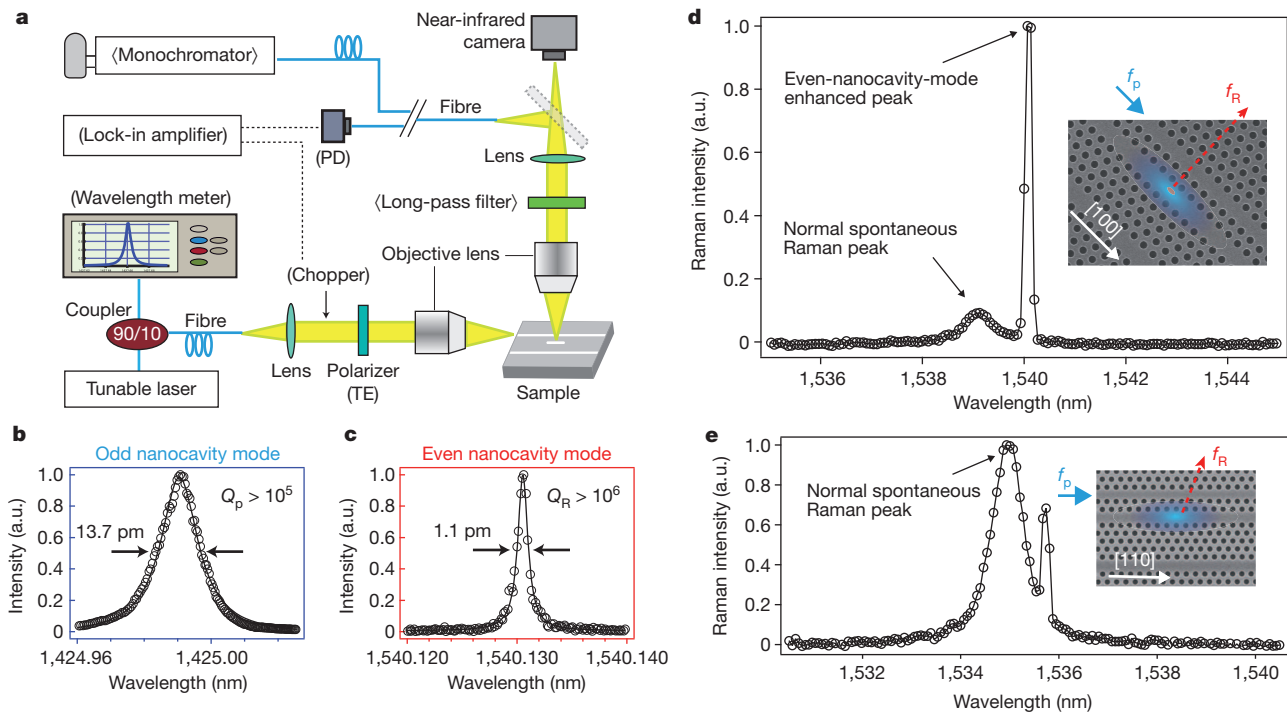 a
Near-infrared
camera
⟨Monochromator⟩
Fibre
(Lock-in amplifier)
(PD)
Lens
(Wavelength meter)
⟨Long-pass filter⟩
(Chopper)
Objective lens
Coupler
90/10
Fibre
Tunable laser
Lens
Polarizer
(TE)
Sample
b
Odd nanocavity mode
Intensity (a.u.)
1.0
0.8
0.6
0.4
0.2
0
Qp > 10⁵
13.7 pm
1,424.96
1,425.00
Wavelength (nm)
c
Even nanocavity mode
Intensity (a.u.)
1.0
0.8
0.6
0.4
0.2
0
QR > 10⁶
1.1 pm
1,540.120
1,540.130
1,540.140
Wavelength (nm)
d
Raman intensity (a.u.)
1.0
0.8
0.6
0.4
0.2
0
Even-nanocavity-mode
enhanced peak
Normal spontaneous
Raman peak
fp
fR
[100]
1,536
1,538
1,540
1,542
1,544
Wavelength (nm)
e
Raman intensity (a.u.)
1.0
0.8
0.6
0.4
0.2
0
Normal spontaneous
Raman peak
fp
fR
[110]
1,532
1,534
1,536
1,538
1,540
Wavelength (nm)